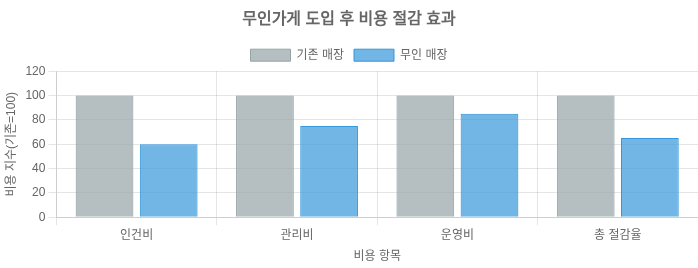 무인가게 도입 후 비용 절감 효과
기존 매장 무인 매장
비용 지수(기존=100)
120
100
80
60
40
20
0
인건비 관리비 운영비 총 절감율
비용 항목